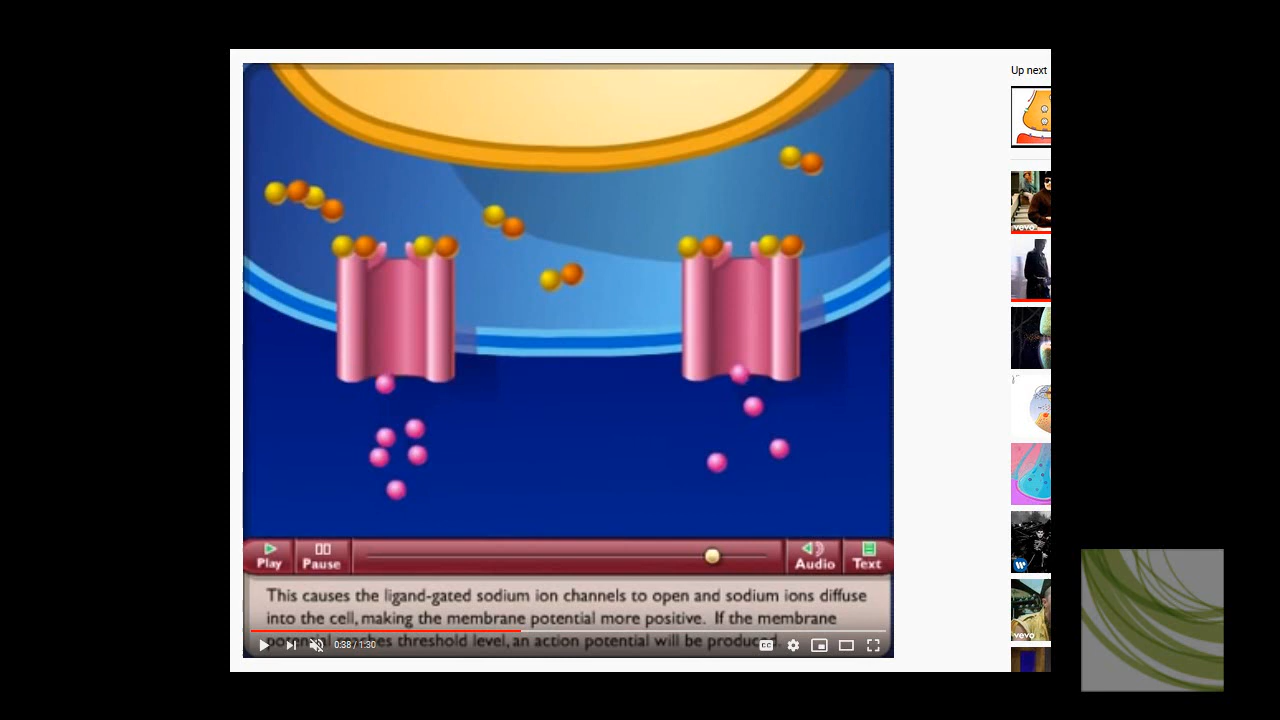 Up next
vevo
Play
Pause
Audio
Text
This causes the ligand-gated sodium ion channels to open and sodium ions diffuse
into the cell, making the membrane potential more positive. If the membrane
threshold level, an action potential will be produced.
0:38 / 1:30
CC
W
vevo